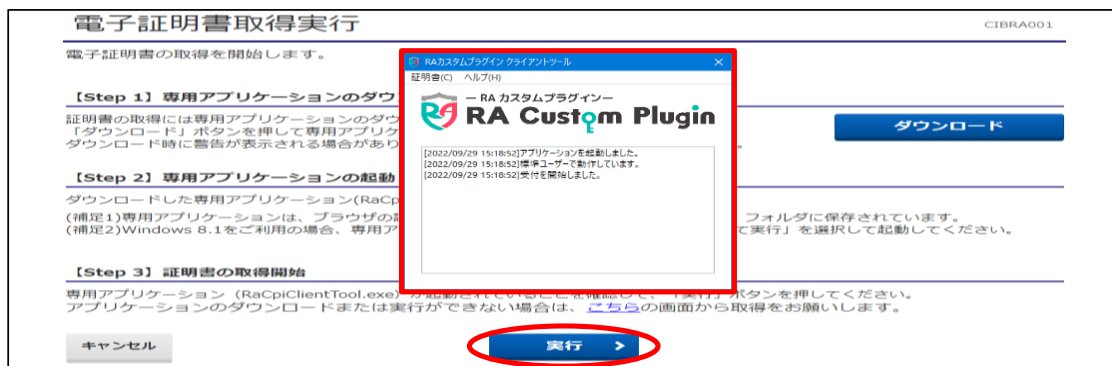 電子証明書取得実行
CIBRA001
電子証明書の取得を開始します。
【Step 1】専用アプリケーションのダウ
証明書の取得には専用アプリケーションのダウ
「ダウンロード」ボタンを押して専用アプリケ
ダウンロード時に警告が表示される場合があり
。
ダウンロード
【Step 2】専用アプリケーションの起動
ダウンロードした専用アプリケーション(RaCp
(補足1)専用アプリケーションは、ブラウザの
フォルダに保存されています。
(補足2)Windows 8.1をご利用の場合、専用ア
て実行」を選択して起動してください。
RAカスタムプラグイン クライアントツール
証明書(C) ヘルプ(H)
RA カスタムプラグイン
RA Custom Plugin
[2022/09/29 15:18:52]アプリケーションを起動しました。
[2022/09/29 15:18:52]標準ユーザーで動作しています。
[2022/09/29 15:18:52]受付を開始しました。
【Step 3】証明書の取得開始
専用アプリケーション（RaCpiClientTool.exe）が起動されていることを確認して、「実行」ボタンを押してください。
アプリケーションのダウンロードまたは実行ができない場合は、こちらの画面から取得をお願いします。
キャンセル
実行